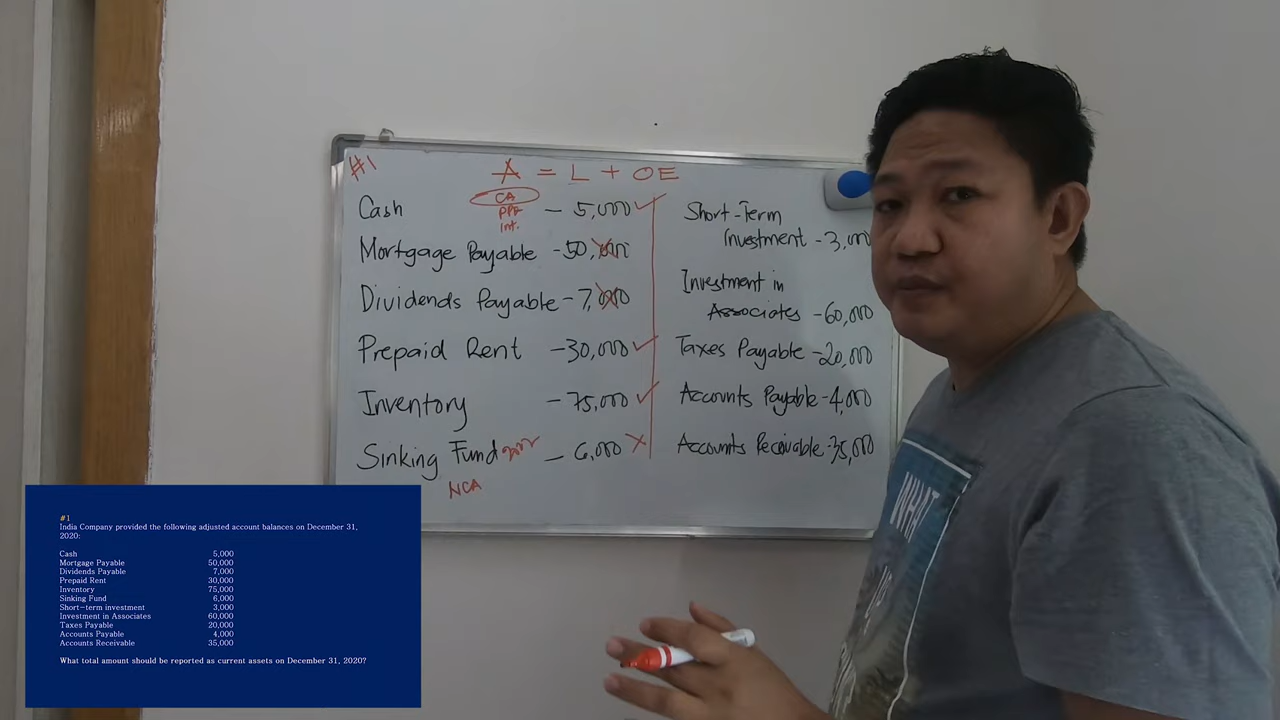 #1
A = L + OE
CA
PPE
Int.
Cash - 5,000
Mortgage Payable - 50,000
Dividends Payable - 7,000
Prepaid Rent - 30,000
Inventory - 75,000
Sinking Fund - 6,000
NCA
Short-Term
Investment - 3,000
Investment in
Associates - 60,000
Taxes Payable - 20,000
Accounts Payable - 4,000
Accounts Receivable - 35,000
WHAT
#1
India Company provided the following adjusted account balances on December 31,
2020:
Cash 5,000
Mortgage Payable 50,000
Dividends Payable 7,000
Prepaid Rent 30,000
Inventory 75,000
Sinking Fund 6,000
Short-term investment 3,000
Investment in Associates 60,000
Taxes Payable 20,000
Accounts Payable 4,000
Accounts Receivable 35,000
What total amount should be reported as current assets on December 31, 2020?